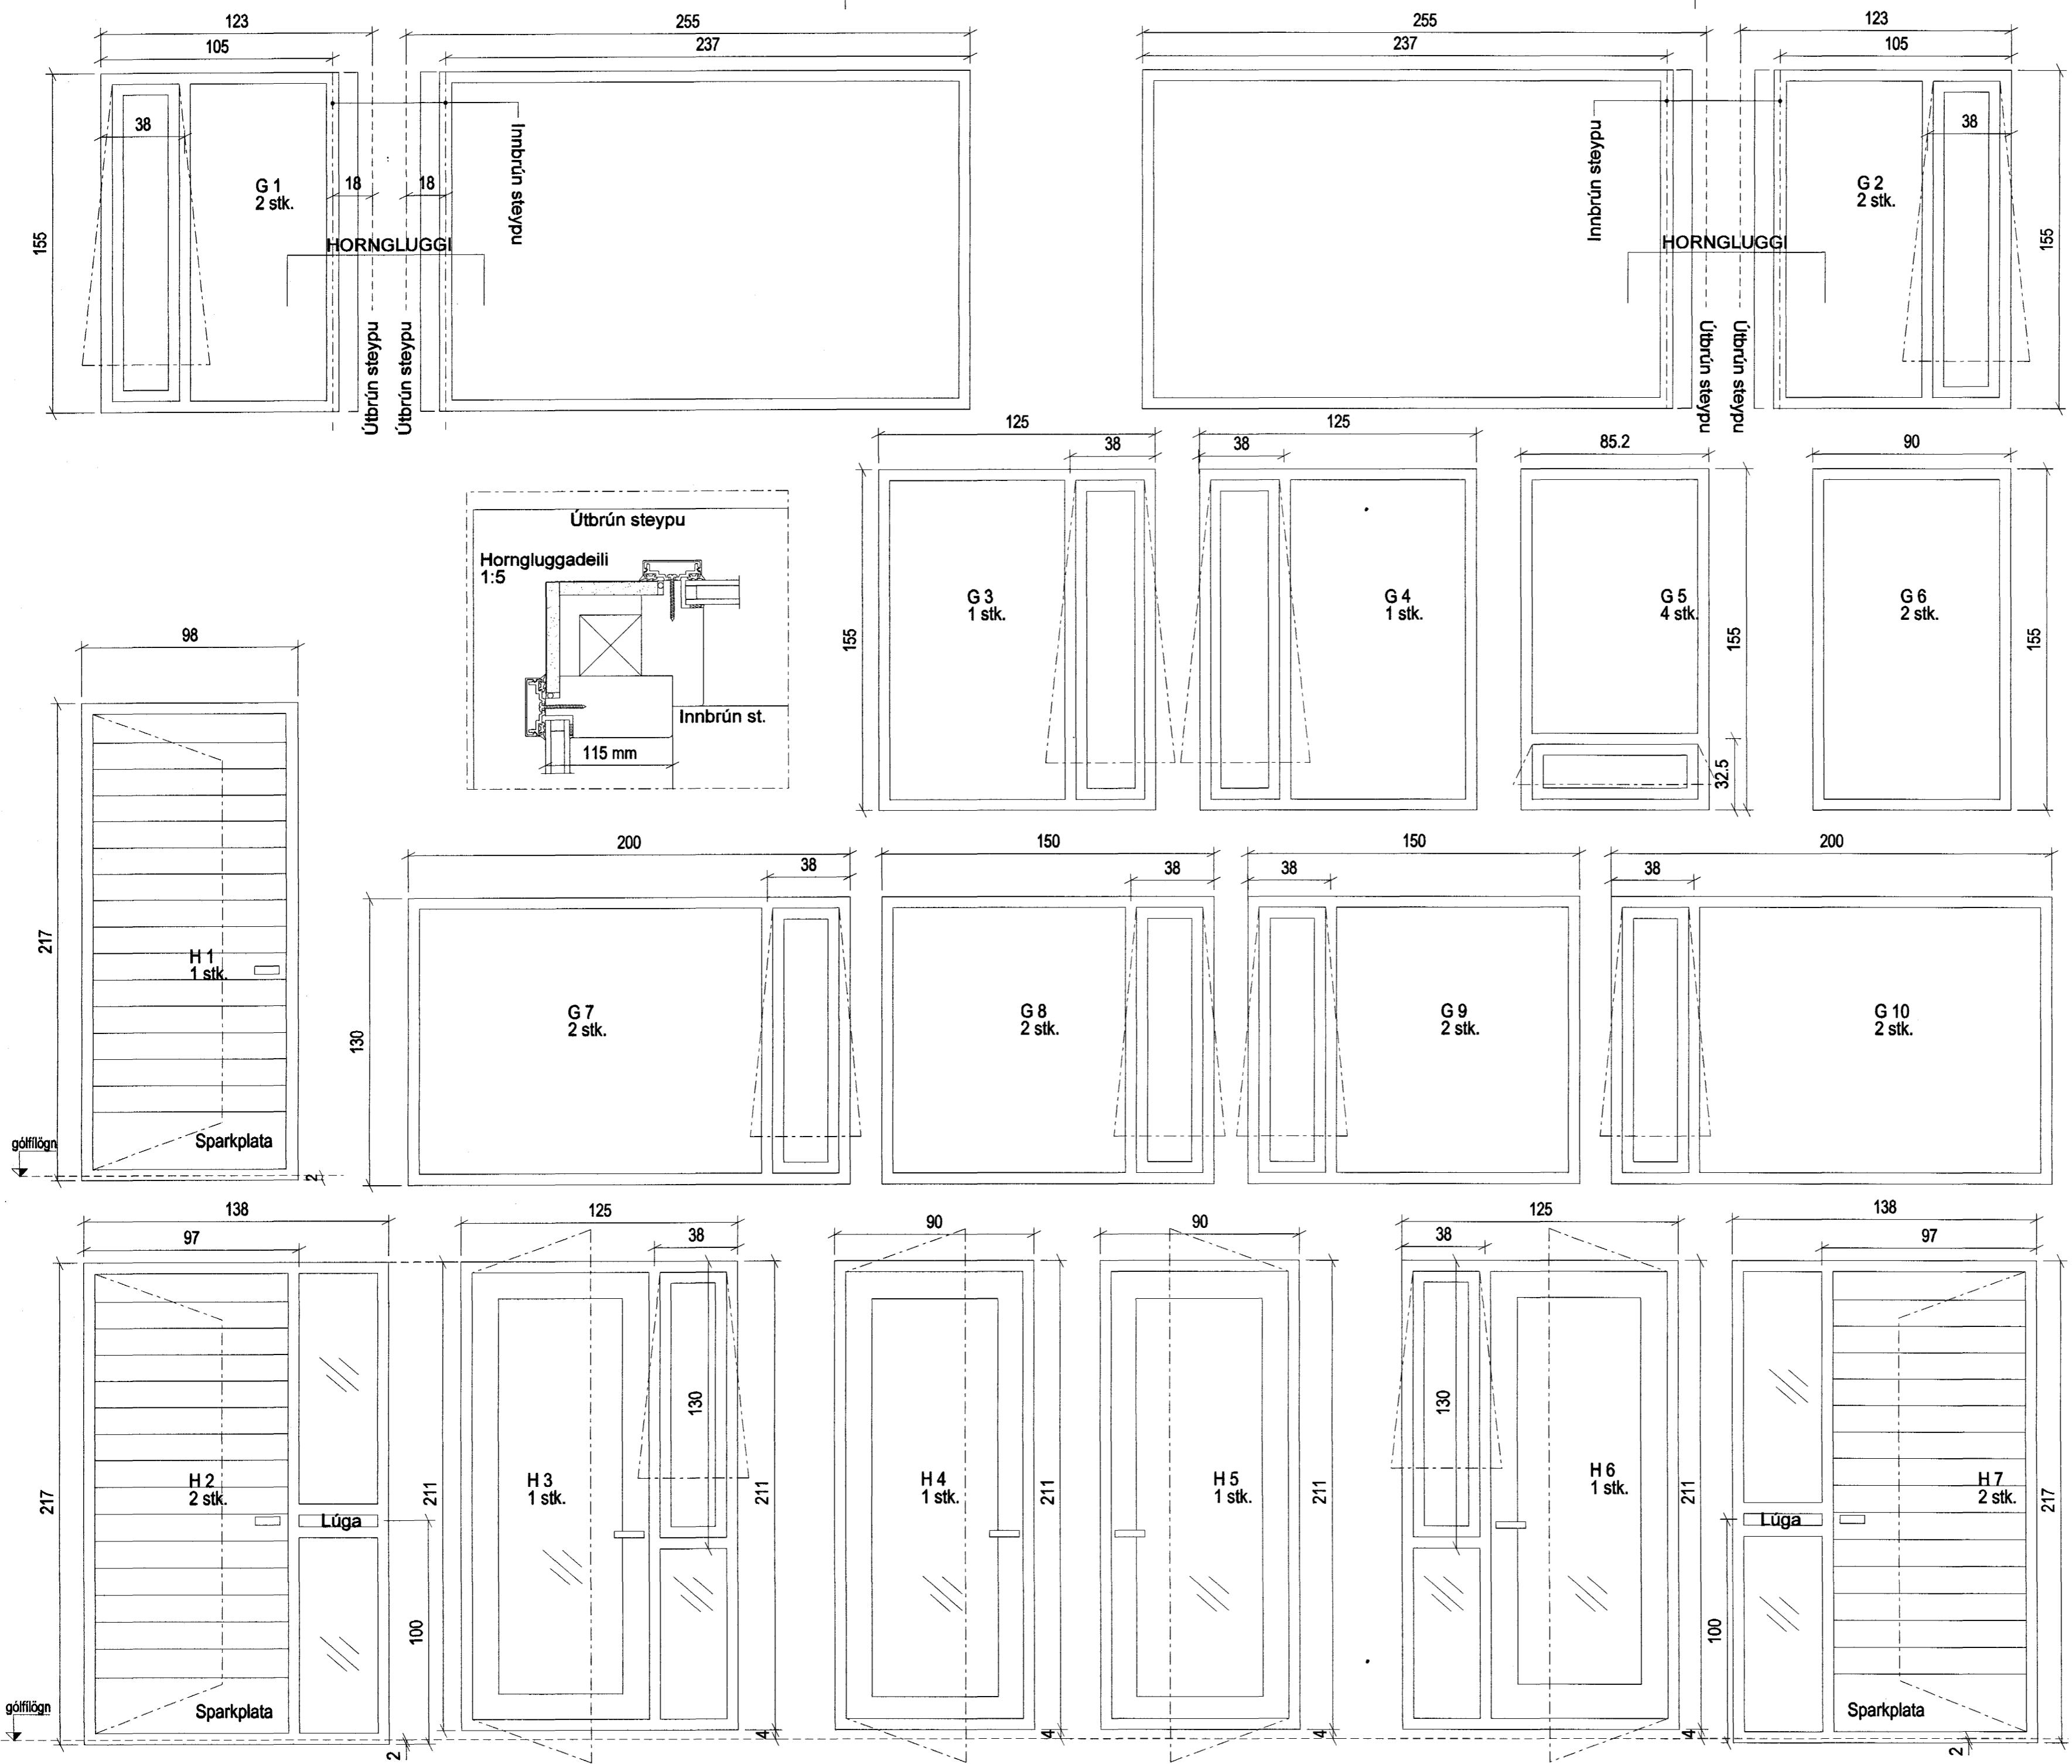 123
255
255
123
105
237
237
105
38
Innbrún steypu
Innbrún steypu
38
G 1
2 stk.
18
18
G 2
2 stk.
155
HORNGLUGGI
HORNGLUGGI
155
Útbrún steypu
Útbrún steypu
Útbrún steypu
Útbrún steypu
125
125
85.2
90
38
38
Útbrún steypu
Horngluggadeili
1:5
G 3
1 stk.
G 4
1 stk.
G 5
4 stk.
G 6
2 stk.
155
155
155
98
Innbrún st.
115 mm
32.5
200
150
150
200
38
38
38
38
217
H 1
1 stk.
130
G 7
2 stk.
G 8
2 stk.
G 9
2 stk.
G 10
2 stk.
gólfílögn
Sparkplata
2
138
125
90
90
125
138
97
38
38
97
130
130
217
H 2
2 stk.
211
H 3
1 stk.
211
H 4
1 stk.
211
H 5
1 stk.
211
H 6
1 stk.
211
H 7
2 stk.
217
Lúga
Lúga
100
100
gólfílögn
Sparkplata
Sparkplata
2
4
4
4
4
2